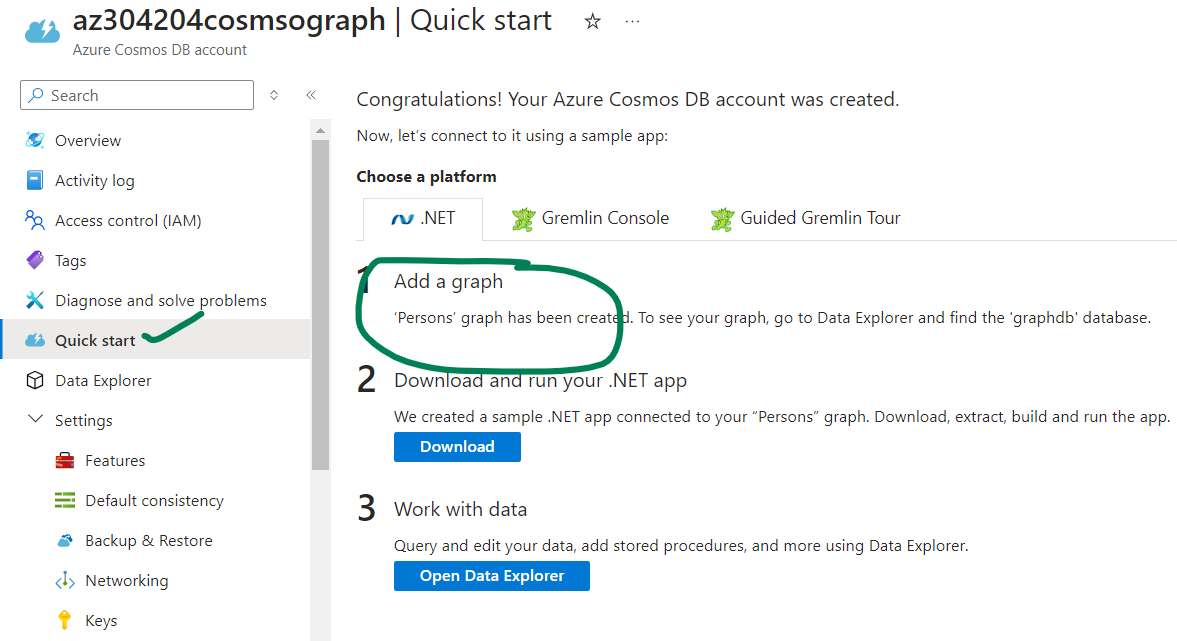 az304204cosmsograph | Quick start
Azure Cosmos DB account
Search
Overview
Activity log
Access control (IAM)
Tags
Diagnose and solve problems
Quick start
Data Explorer
Settings
Features
Default consistency
Backup & Restore
Networking
Keys
Congratulations! Your Azure Cosmos DB account was created.
Now, let’s connect to it using a sample app:
Choose a platform
.NET
Gremlin Console
Guided Gremlin Tour
1 Add a graph
‘Persons’ graph has been created. To see your graph, go to Data Explorer and find the 'graphdb' database.
2 Download and run your .NET app
We created a sample .NET app connected to your “Persons” graph. Download, extract, build and run the app.
Download
3 Work with data
Query and edit your data, add stored procedures, and more using Data Explorer.
Open Data Explorer